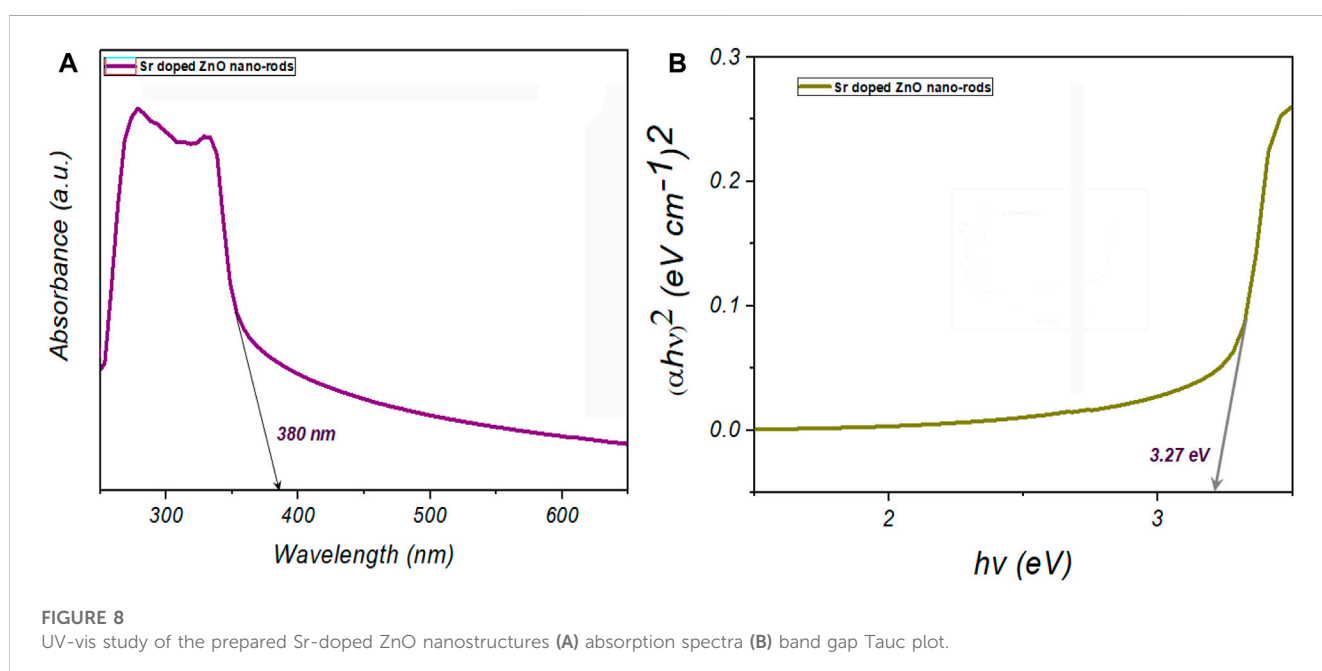 A
Sr doped ZnO nano-rods
Absorbance (a.u.)
380 nm
300 400 500 600
Wavelength (nm)
B
Sr doped ZnO nano-rods
(αhν)2 (eV cm-1)2
0.3
0.2
0.1
0.0
3.27 eV
2 3
hν (eV)
FIGURE 8
UV-vis study of the prepared Sr-doped ZnO nanostructures (A) absorption spectra (B) band gap Tauc plot.